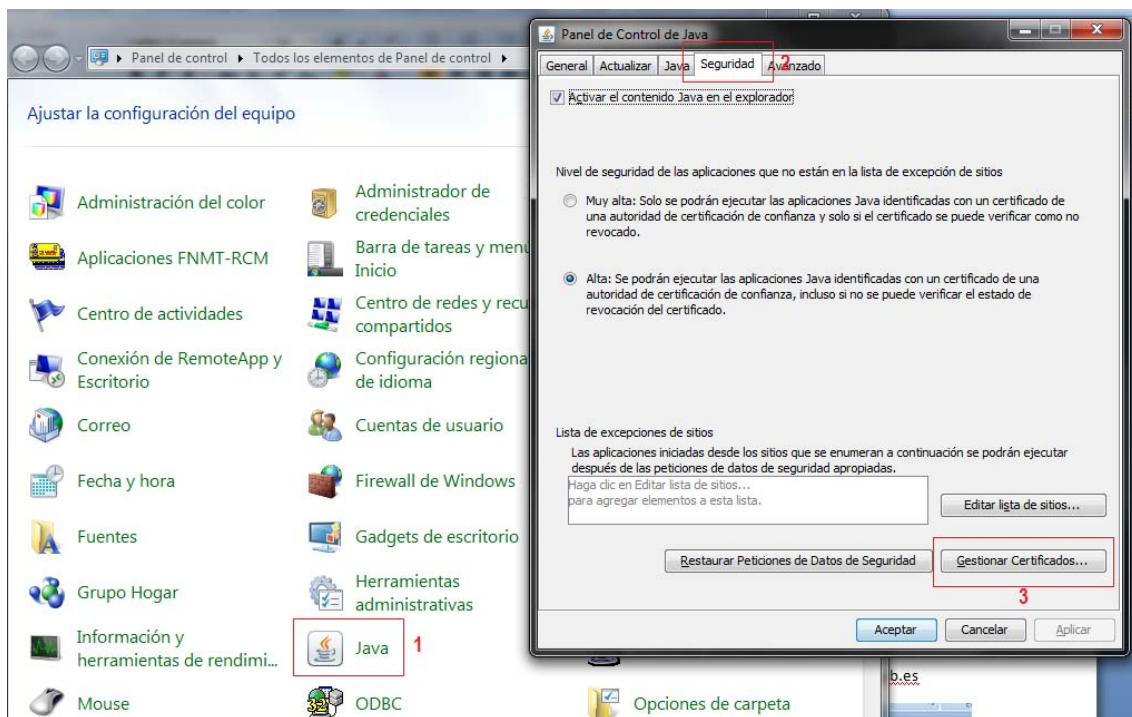 Panel de control
Todos los elementos de Panel de control
Ajustar la configuración del equipo
Administración del color
Administrador de
credenciales
Aplicaciones FNMT-RCM
Barra de tareas y menú
Inicio
Centro de actividades
Centro de redes y recu
compartidos
Conexión de RemoteApp y
Escritorio
Configuración regiona
de idioma
Correo
Cuentas de usuario
Fecha y hora
Firewall de Windows
Fuentes
Gadgets de escritorio
Grupo Hogar
Herramientas
administrativas
Información y
herramientas de rendimi...
Java
1
Mouse
32
ODBC
Opciones de carpeta
Panel de Control de Java
General Actualizar Java Seguridad Avanzado
2
Activar el contenido Java en el explorador
Nivel de seguridad de las aplicaciones que no están en la lista de excepción de sitios
Muy alta: Solo se podrán ejecutar las aplicaciones Java identificadas con un certificado de
una autoridad de certificación de confianza y solo si el certificado se puede verificar como no
revocado.
Alta: Se podrán ejecutar las aplicaciones Java identificadas con un certificado de una
autoridad de certificación de confianza, incluso si no se puede verificar el estado de
revocación del certificado.
Lista de excepciones de sitios
Las aplicaciones iniciadas desde los sitios que se enumeran a continuación se podrán ejecutar
después de las peticiones de datos de seguridad apropiadas.
Haga clic en Editar lista de sitios...
para agregar elementos a esta lista.
Editar lista de sitios...
Restaurar Peticiones de Datos de Seguridad
Gestionar Certificados...
3
Aceptar Cancelar Aplicar
b.es